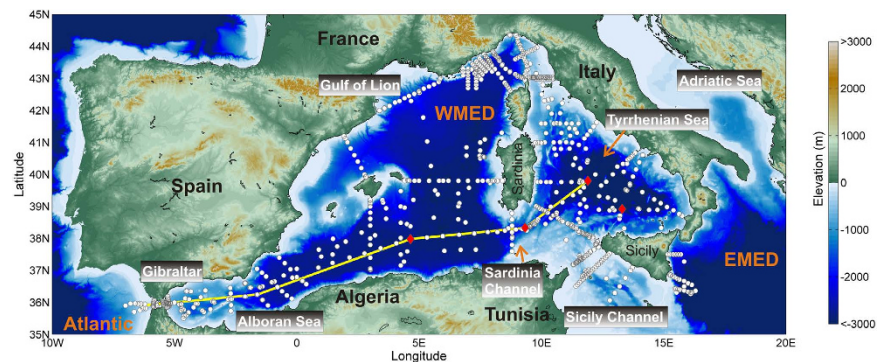 45N
44N
43N
42N
41N
40N
39N
38N
37N
36N
35N
Latitude
10W
5W
0
5E
10E
15E
20E
Longitude
France
Italy
Adriatic Sea
Gulf of Lion
WMED
Tyrrhenian Sea
Spain
Sardinia
Sicily
Gibraltar
Sardinia
Channel
EMED
Atlantic
Alboran Sea
Algeria
Tunisia
Sicily Channel
>3000
2000
1000
0
-1000
-2000
<-3000
Elevation (m)